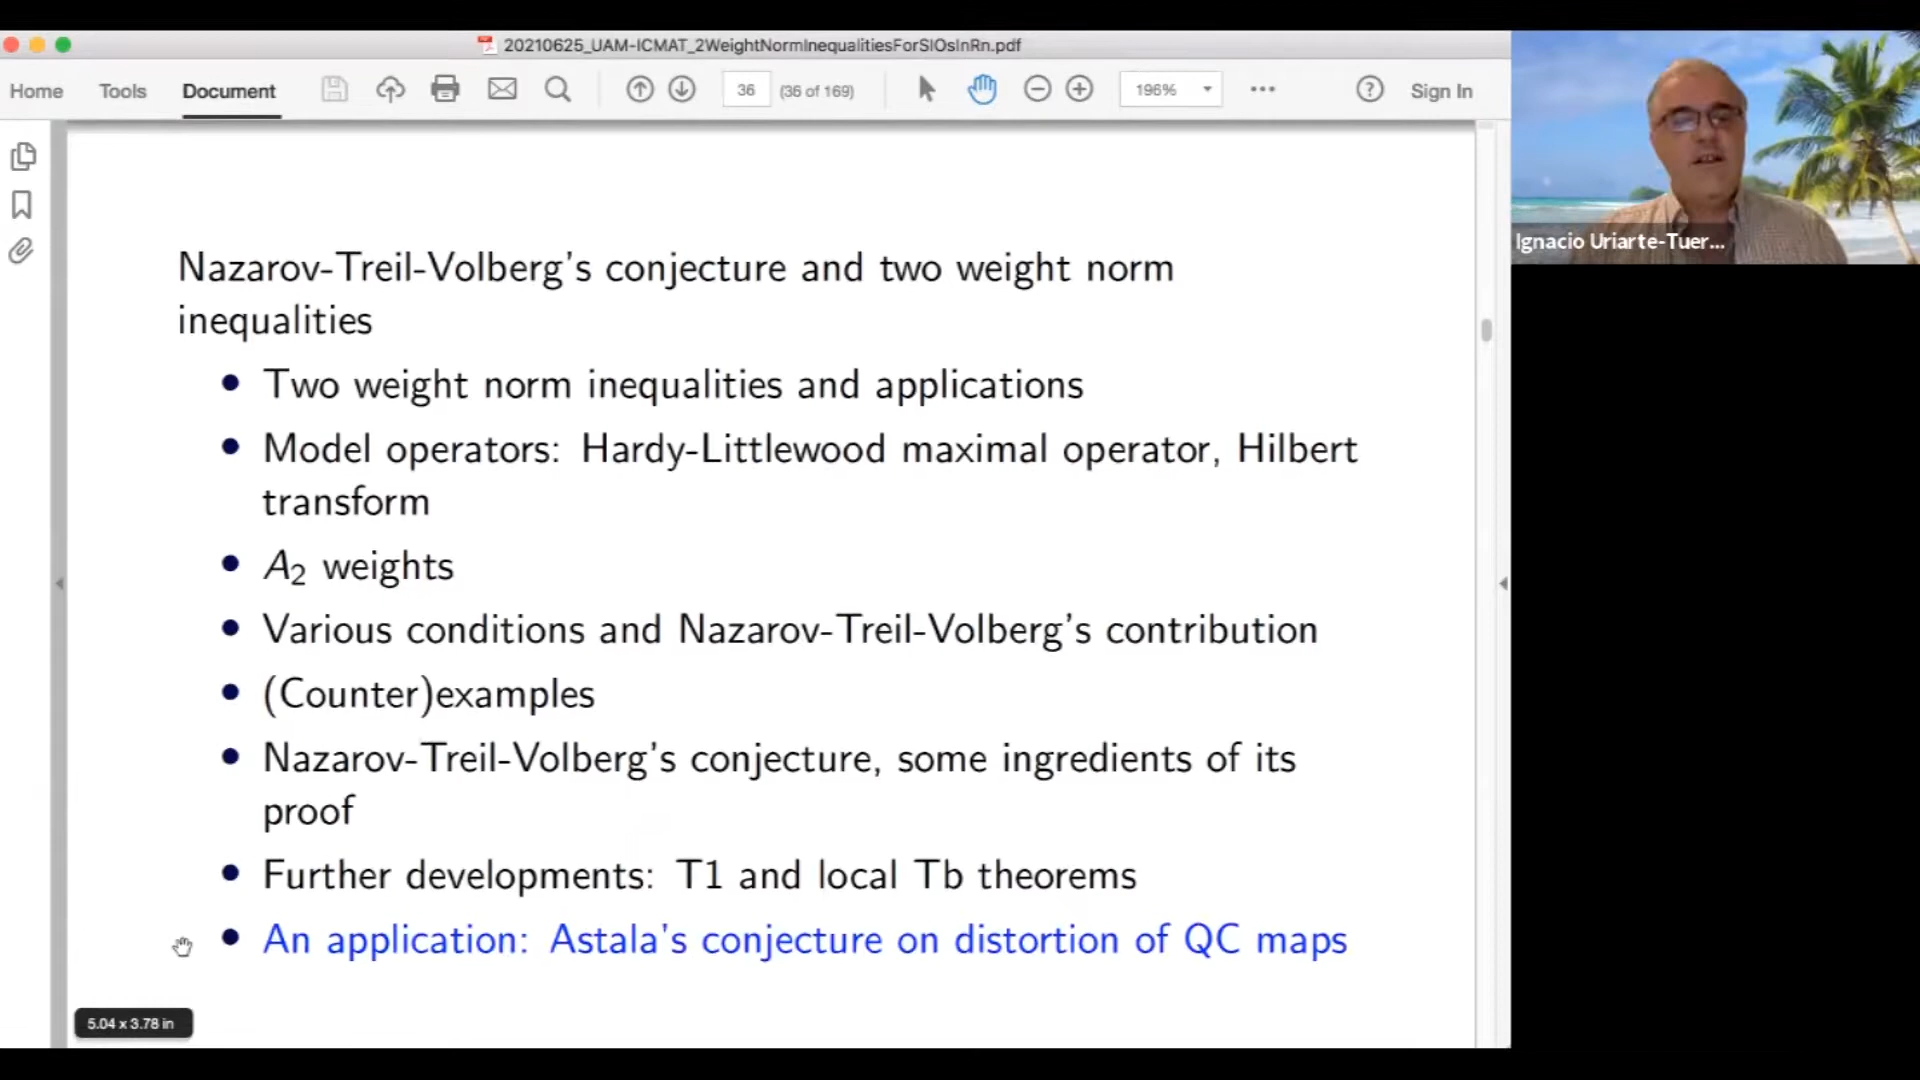 20210625_UAM-ICMAT_2WeightNormInequalitiesForSIOsInRn.pdf
Home Tools Document 36 (36 of 169) 196% Sign In
Nazarov-Treil-Volberg's conjecture and two weight norm
inequalities
• Two weight norm inequalities and applications
• Model operators: Hardy-Littlewood maximal operator, Hilbert
transform
• A₂ weights
• Various conditions and Nazarov-Treil-Volberg's contribution
• (Counter)examples
• Nazarov-Treil-Volberg's conjecture, some ingredients of its
proof
• Further developments: T1 and local Tb theorems
• An application: Astala's conjecture on distortion of QC maps
5.04 x 3.78 in
Ignacio Uriarte-Tuer...